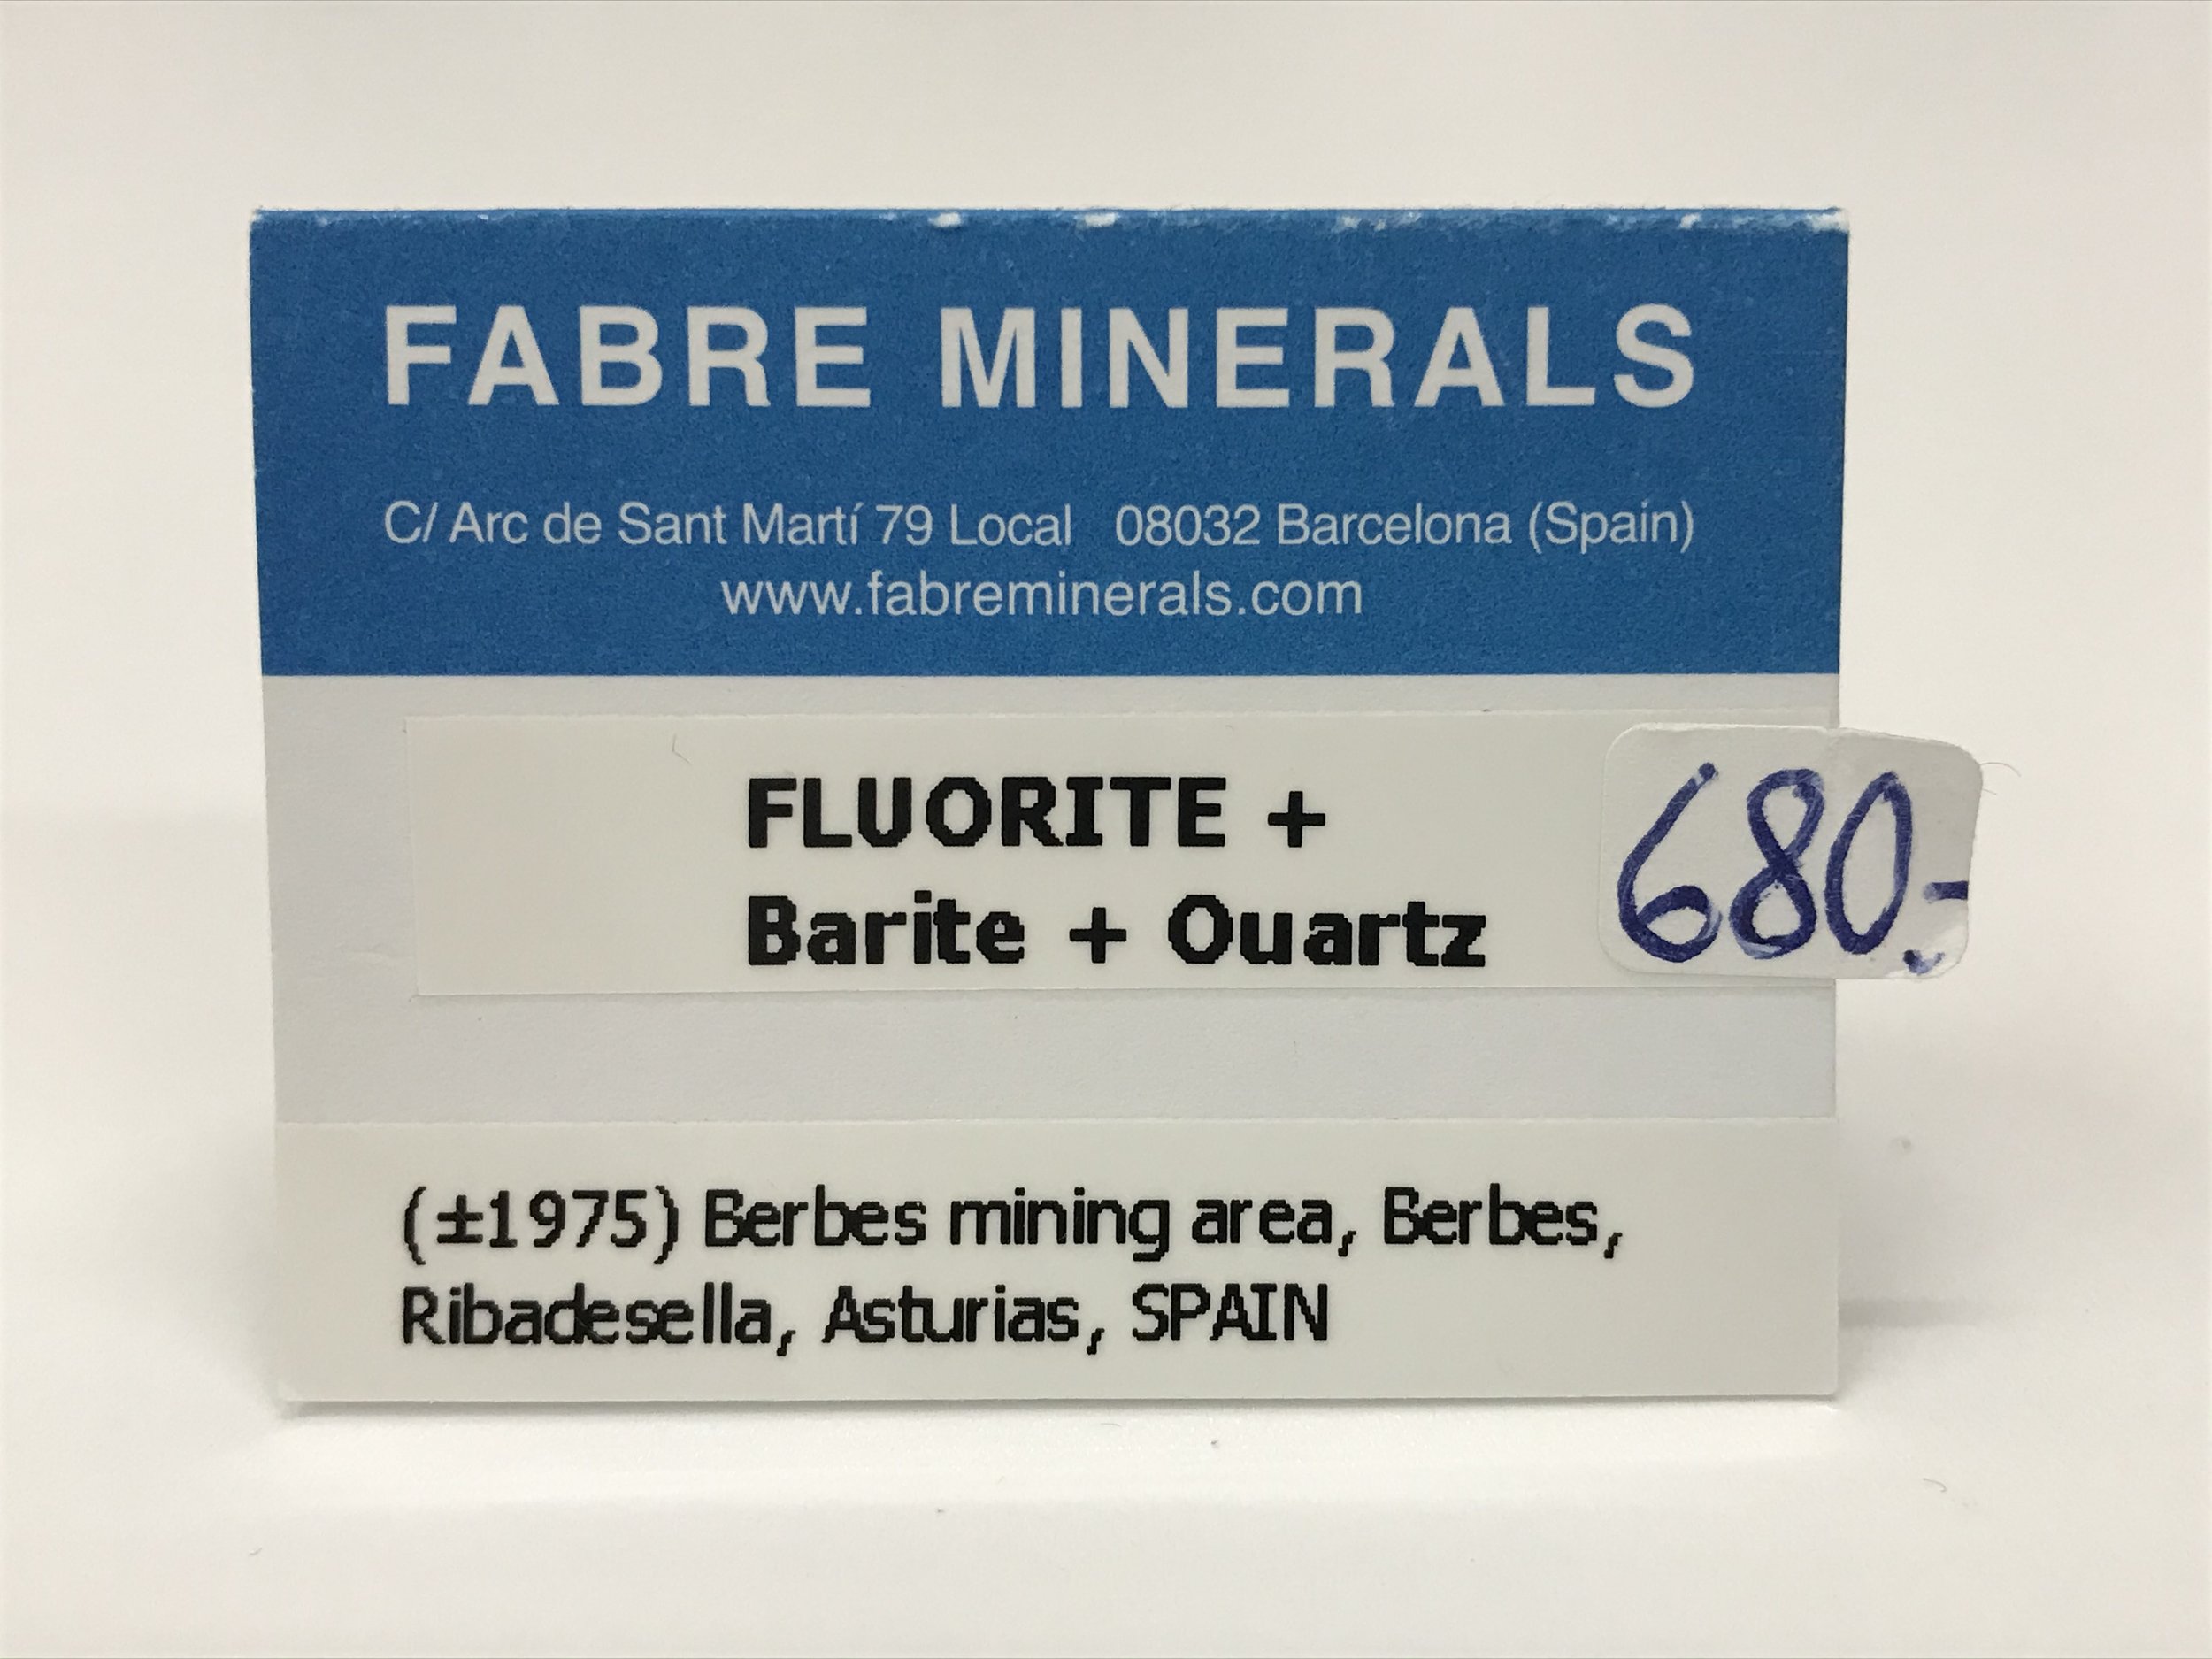 FABRE MINERALS
C/ Arc de Sant Martí 79 Local 08032 Barcelona (Spain)
www.fabreminerals.com
FLUORITE +
Barite + Ouartz
680.-
(±1975) Berbes mining area, Berbes,
Ribadesella, Asturias, SPAIN